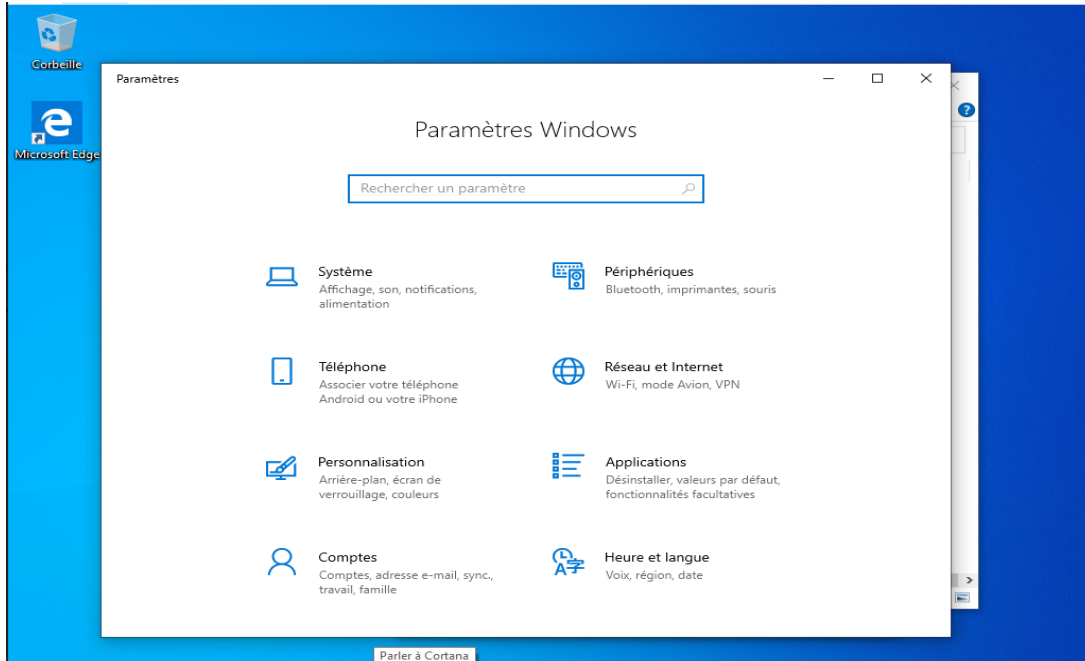 Corbeille
Microsoft Edge
Paramètres
Paramètres Windows
Rechercher un paramètre
Système
Affichage, son, notifications,
alimentation
Périphériques
Bluetooth, imprimantes, souris
Téléphone
Associer votre téléphone
Android ou votre iPhone
Réseau et Internet
Wi-Fi, mode Avion, VPN
Personnalisation
Arrière-plan, écran de
verrouillage, couleurs
Applications
Désinstaller, valeurs par défaut,
fonctionnalités facultatives
Comptes
Comptes, adresse e-mail, sync.,
travail, famille
Heure et langue
Voix, région, date
Parler à Cortana